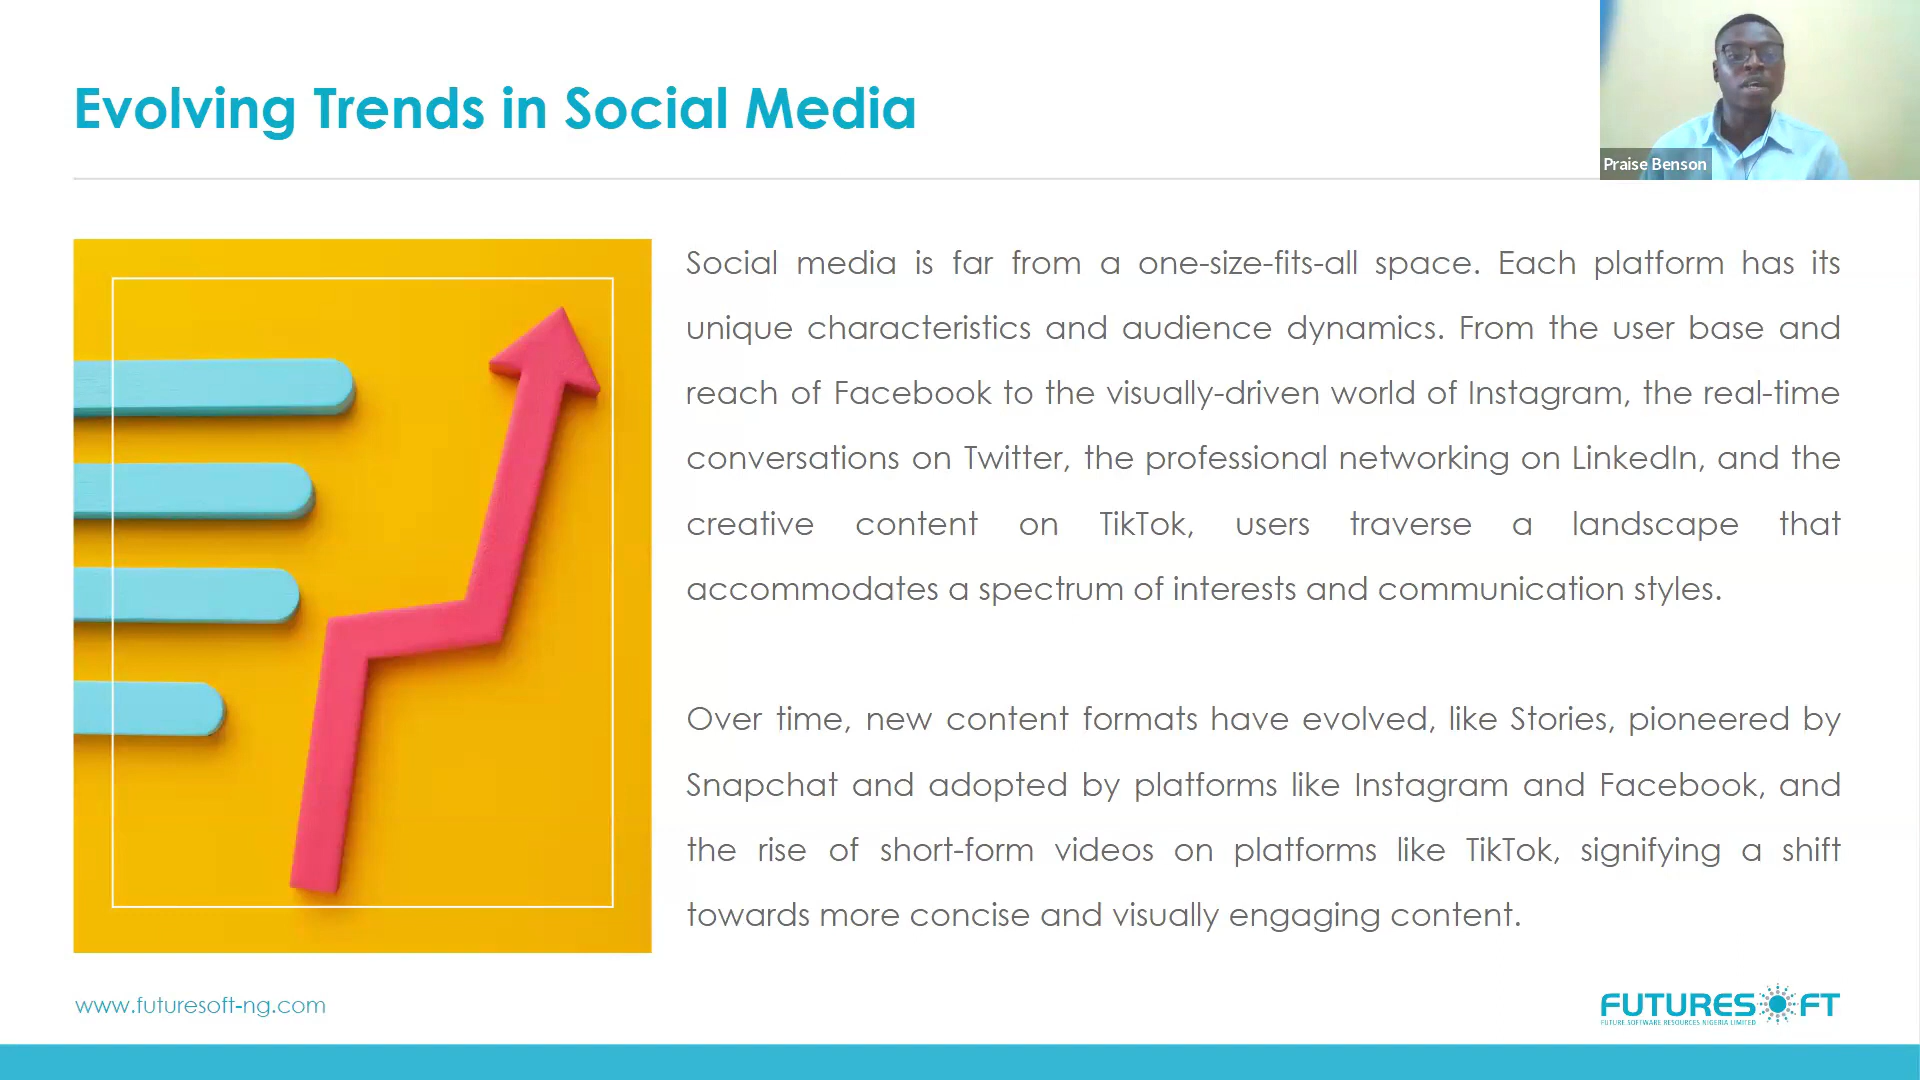 Evolving Trends in Social Media
Praise Benson
Social media is far from a one-size-fits-all space. Each platform has its
unique characteristics and audience dynamics. From the user base and
reach of Facebook to the visually-driven world of Instagram, the real-time
conversations on Twitter, the professional networking on LinkedIn, and the
creative content on TikTok, users traverse a landscape that
accommodates a spectrum of interests and communication styles.
Over time, new content formats have evolved, like Stories, pioneered by
Snapchat and adopted by platforms like Instagram and Facebook, and
the rise of short-form videos on platforms like TikTok, signifying a shift
towards more concise and visually engaging content.
www.futuresoft-ng.com
FUTURESOFT
FUTURE SOFTWARE RESOURCES NIGERIA LIMITED